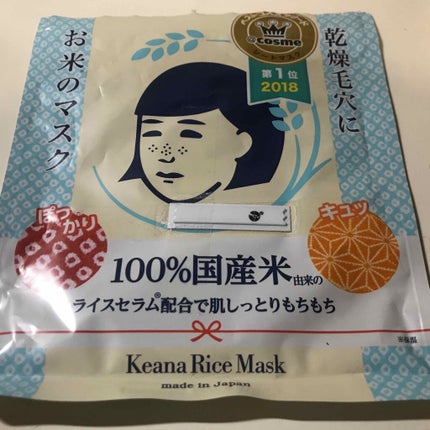 乾燥毛穴に
お米のマスク
@cosme
第1位
2018
ぽっかり
キュッ
100%国産米由来の
ライスセラム®配合で肌しっとりもちもち
Keana Rice Mask
made in Japan